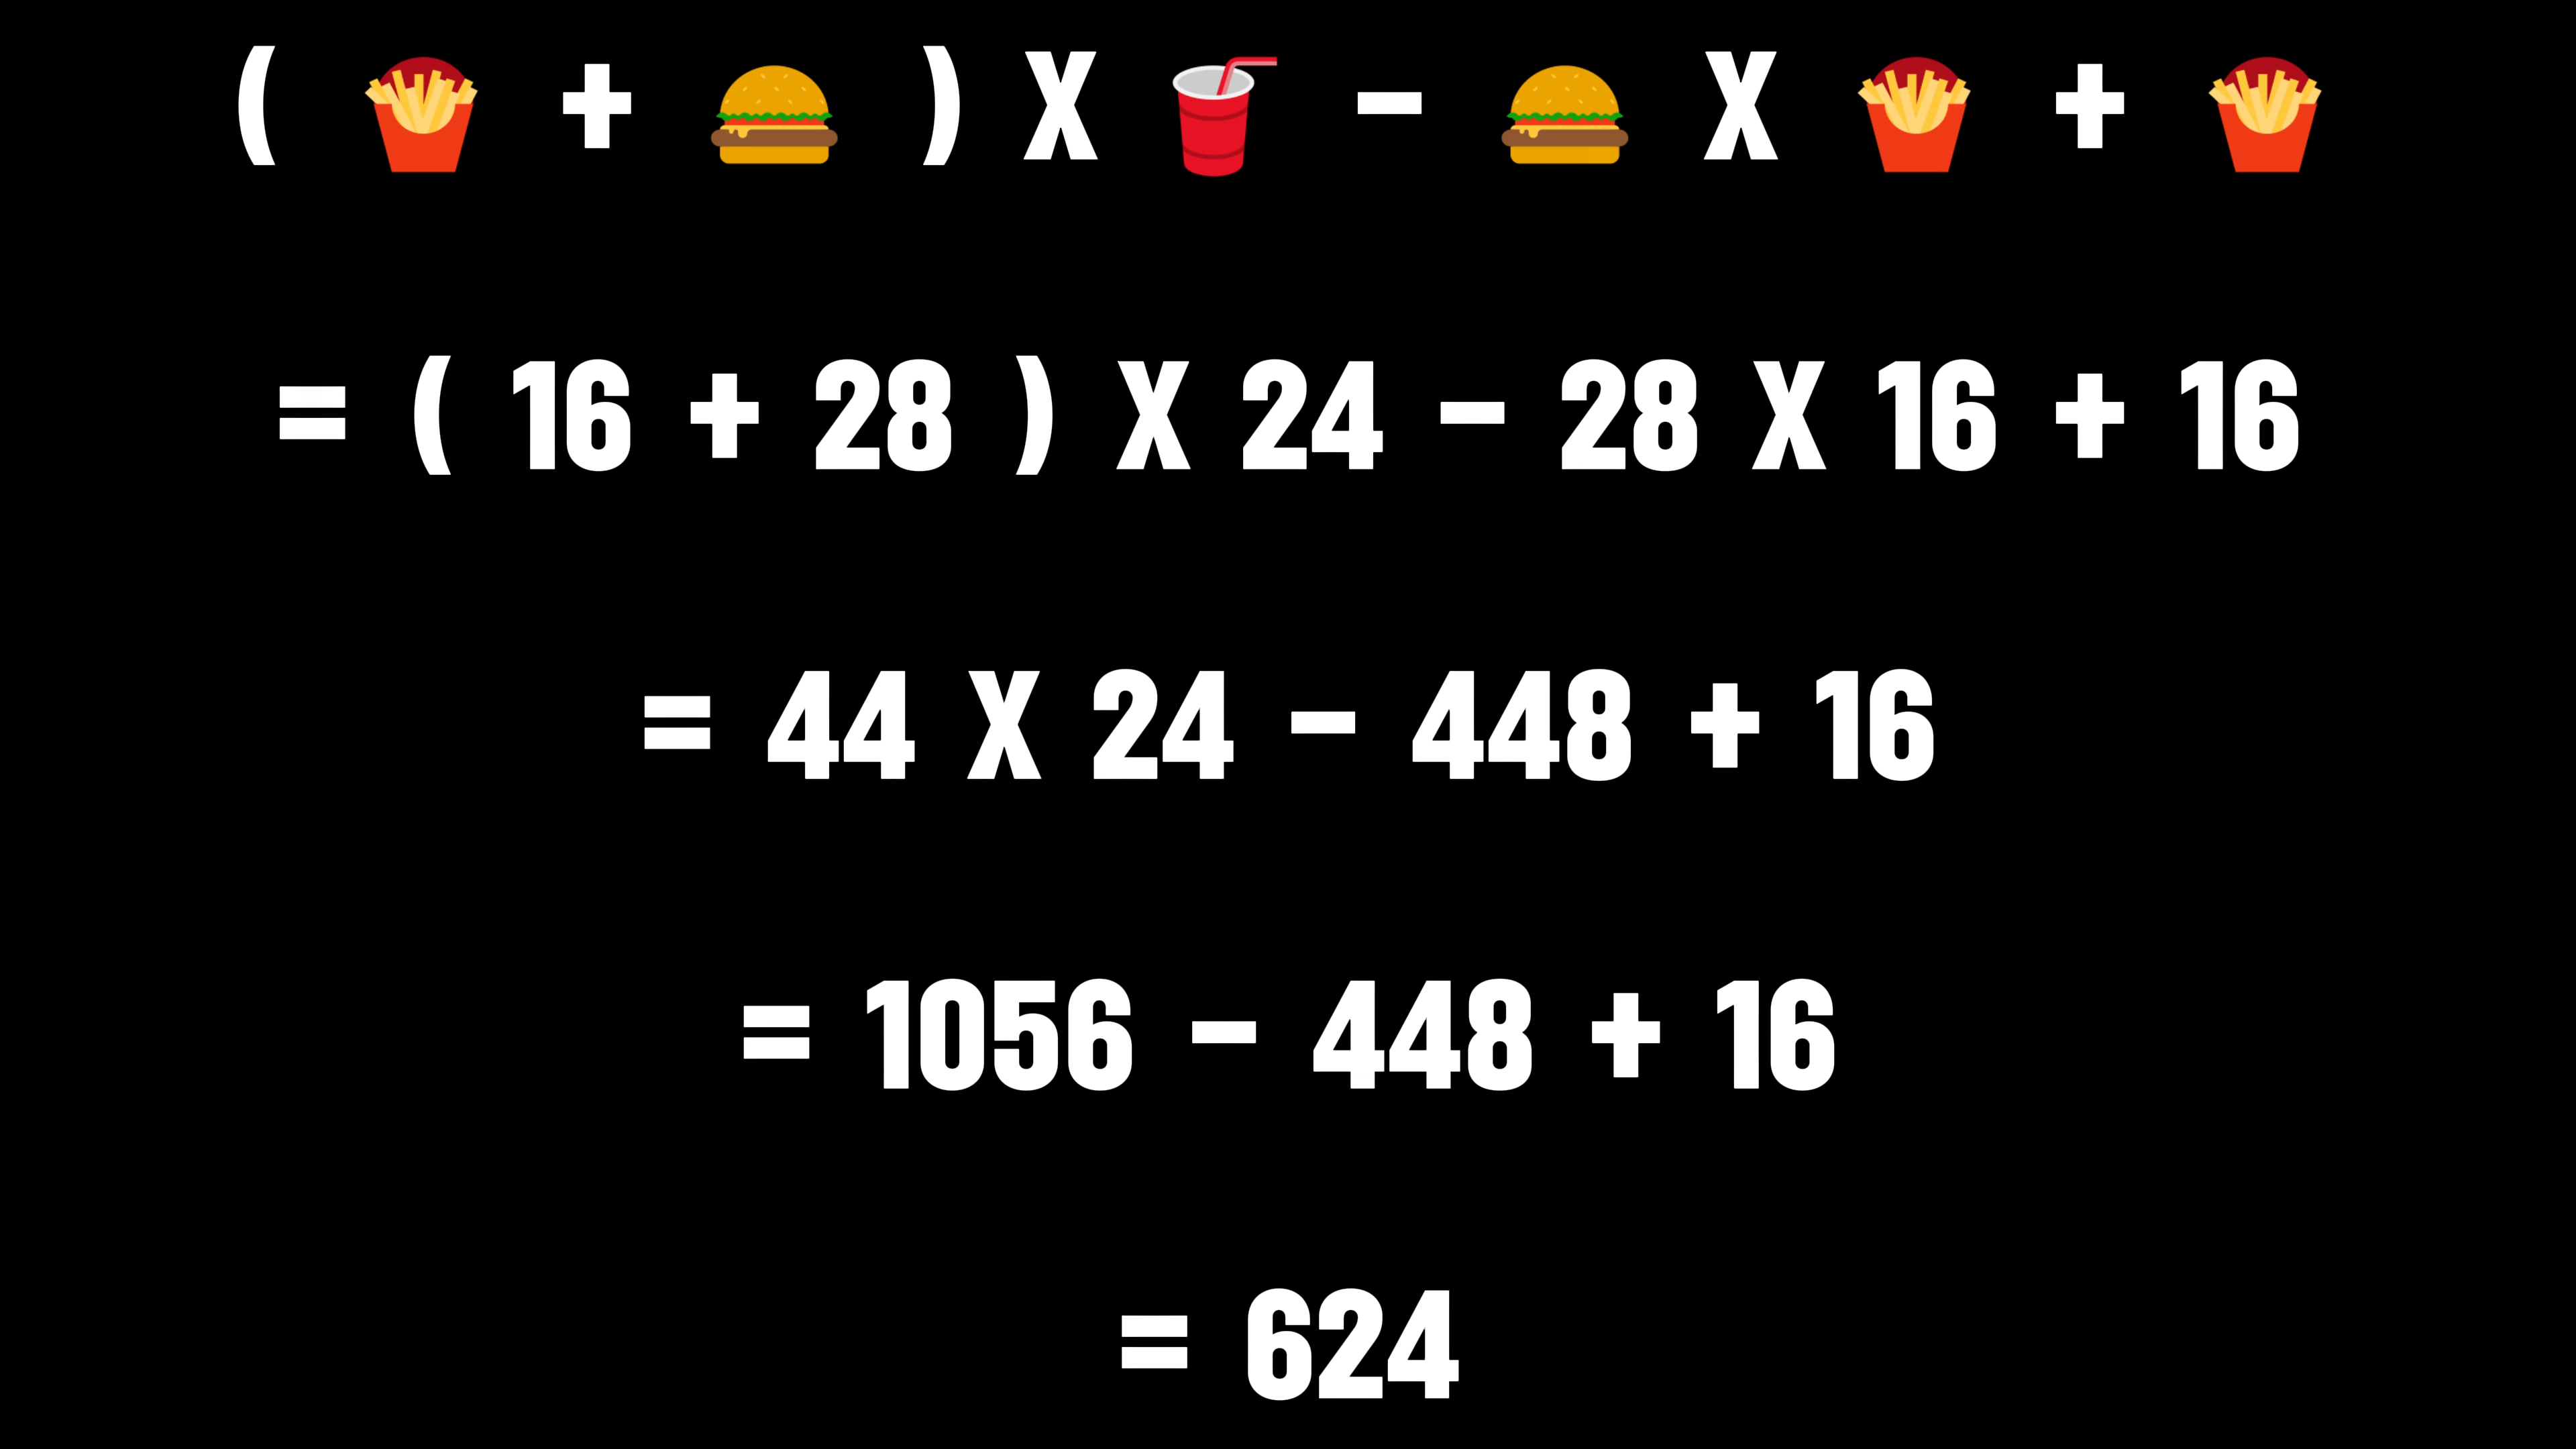 ( 🍟 + 🍔 ) X 🥤 - 🍔 X 🍟 + 🍟
= ( 16 + 28 ) X 24 - 28 X 16 + 16
= 44 X 24 - 448 + 16
= 1056 - 448 + 16
= 624